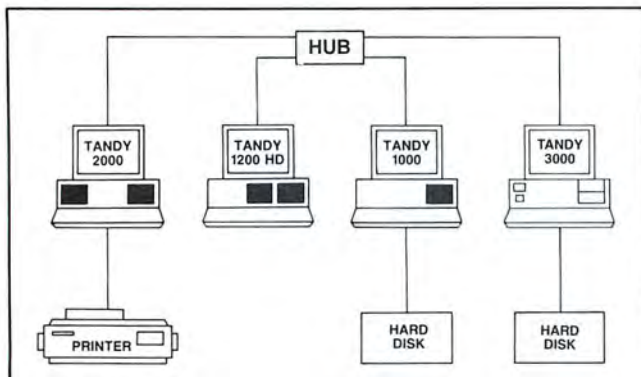 HUB
TANDY
2000
TANDY
1200 HD
TANDY
1000
TANDY
3000
PRINTER
HARD
DISK
HARD
DISK